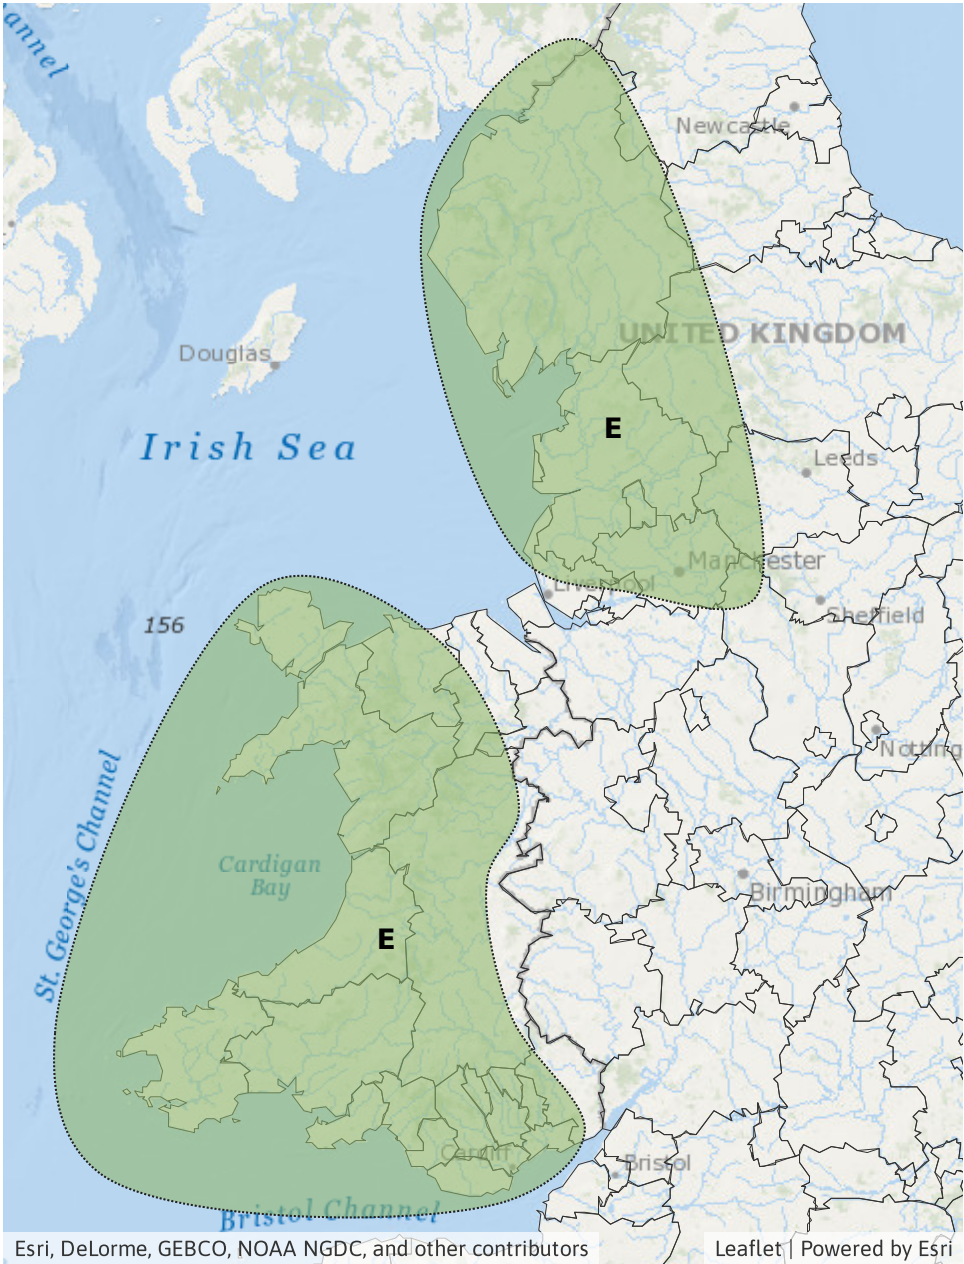 annel
Newcastle
UNITED KINGDOM
Douglas
Irish Sea
E
Leeds
Manchester
Liverpool
Sheffield
156
Notting
St. George's Channel
Cardigan
Bay
Birmingham
E
Cardiff
Bristol
Bristol Channel
Esri, DeLorme, GEBCO, NOAA NGDC, and other contributors
Leaflet | Powered by Esri